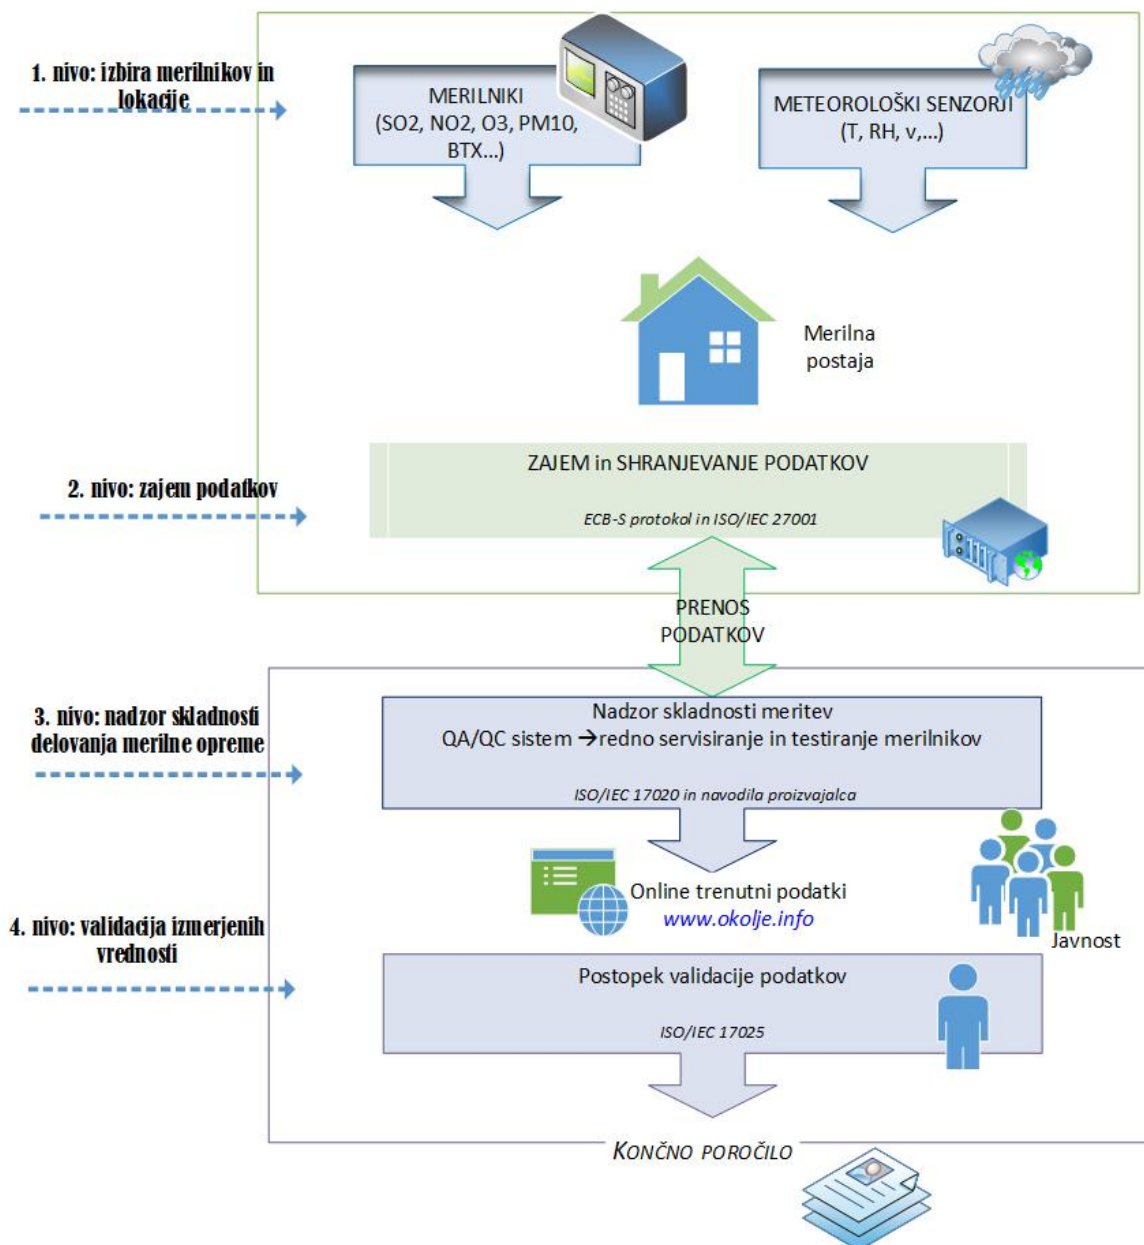 1. nivo: izbira merilnikov in
lokacije
MERILNIKI
(SO2, NO2, O3, PM10,
BTX...)
METEOROLOŠKI SENZORJI
(T, RH, v,...)
Merilna
postaja
2. nivo: zajem podatkov
ZAJEM in SHRANJEVANJE PODATKOV
ECB-S protokol in ISO/IEC 27001
PRENOS
PODATKOV
3. nivo: nadzor skladnosti
delovanja merilne opreme
Nadzor skladnosti meritev
QA/QC sistem →redno servisiranje in testiranje merilnikov
ISO/IEC 17020 in navodila proizvajalca
Online trenutni podatki
www.okolje.info
Javnost
4. nivo: validacija izmerjenih
vrednosti
Postopek validacije podatkov
ISO/IEC 17025
KONČNO POROČILO